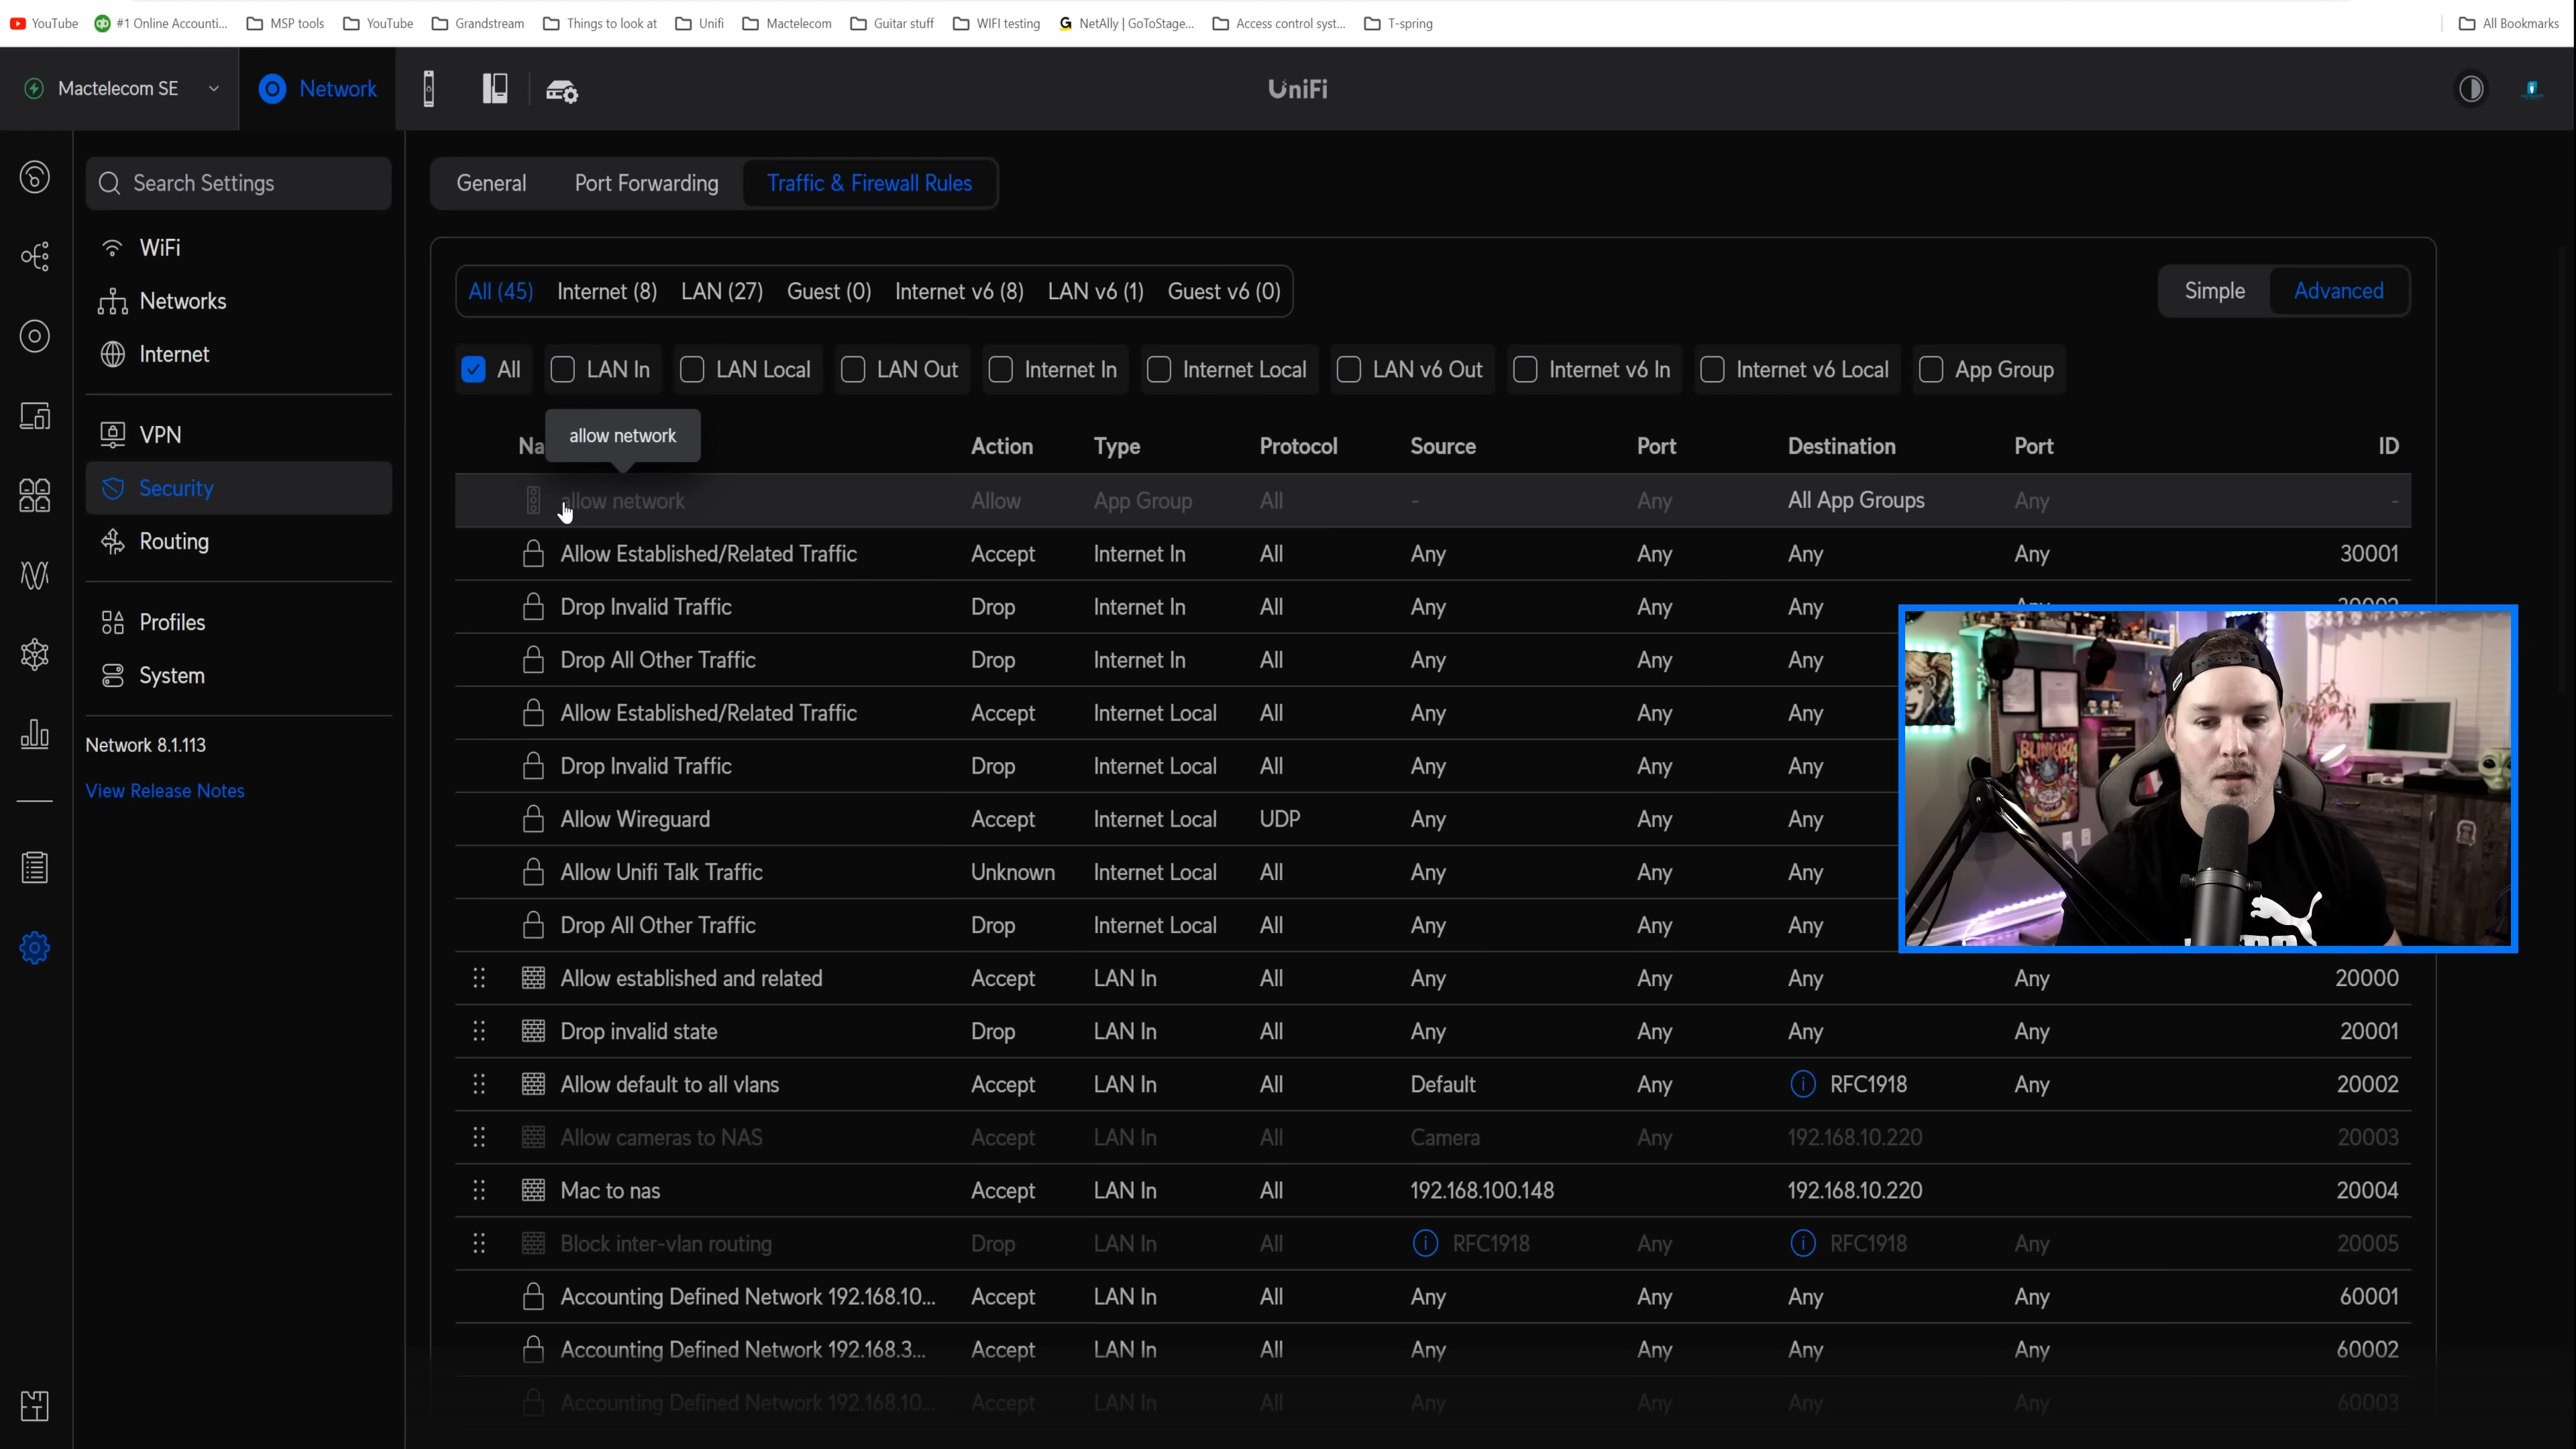 YouTube #1 Online Accounti... MSP tools YouTube Grandstream Things to look at Unifi Mactelecom Guitar stuff WIFI testing NetAlly | GoToStage... Access control syst... T-spring All Bookmarks
Mactelecom SE Network UniFi
Search Settings
WiFi
Networks
Internet
VPN
Security
Routing
Profiles
System
Network 8.1.113
View Release Notes
General Port Forwarding Traffic & Firewall Rules
All (45) Internet (8) LAN (27) Guest (0) Internet v6 (8) LAN v6 (1) Guest v6 (0) Simple Advanced
All LAN In LAN Local LAN Out Internet In Internet Local LAN v6 Out Internet v6 In Internet v6 Local App Group
allow network
Na Action Type Protocol Source Port Destination Port ID
allow network Allow App Group All - Any All App Groups Any -
Allow Established/Related Traffic Accept Internet In All Any Any Any Any 30001
Drop Invalid Traffic Drop Internet In All Any Any Any Any
Drop All Other Traffic Drop Internet In All Any Any Any
Allow Established/Related Traffic Accept Internet Local All Any Any Any
Drop Invalid Traffic Drop Internet Local All Any Any Any
Allow Wireguard Accept Internet Local UDP Any Any Any
Allow Unifi Talk Traffic Unknown Internet Local All Any Any Any
Drop All Other Traffic Drop Internet Local All Any Any Any
BLINK182
Allow established and related Accept LAN In All Any Any Any Any 20000
Drop invalid state Drop LAN In All Any Any Any Any 20001
Allow default to all vlans Accept LAN In All Default Any RFC1918 Any 20002
Allow cameras to NAS Accept LAN In All Camera Any 192.168.10.220 20003
Mac to nas Accept LAN In All 192.168.100.148 192.168.10.220 20004
Block inter-vlan routing Drop LAN In All RFC1918 Any RFC1918 Any 20005
Accounting Defined Network 192.168.10... Accept LAN In All Any Any Any Any 60001
Accounting Defined Network 192.168.3... Accept LAN In All Any Any Any Any 60002
Accounting Defined Network 192.168.10... Accept LAN In All Any Any Any Any 60003